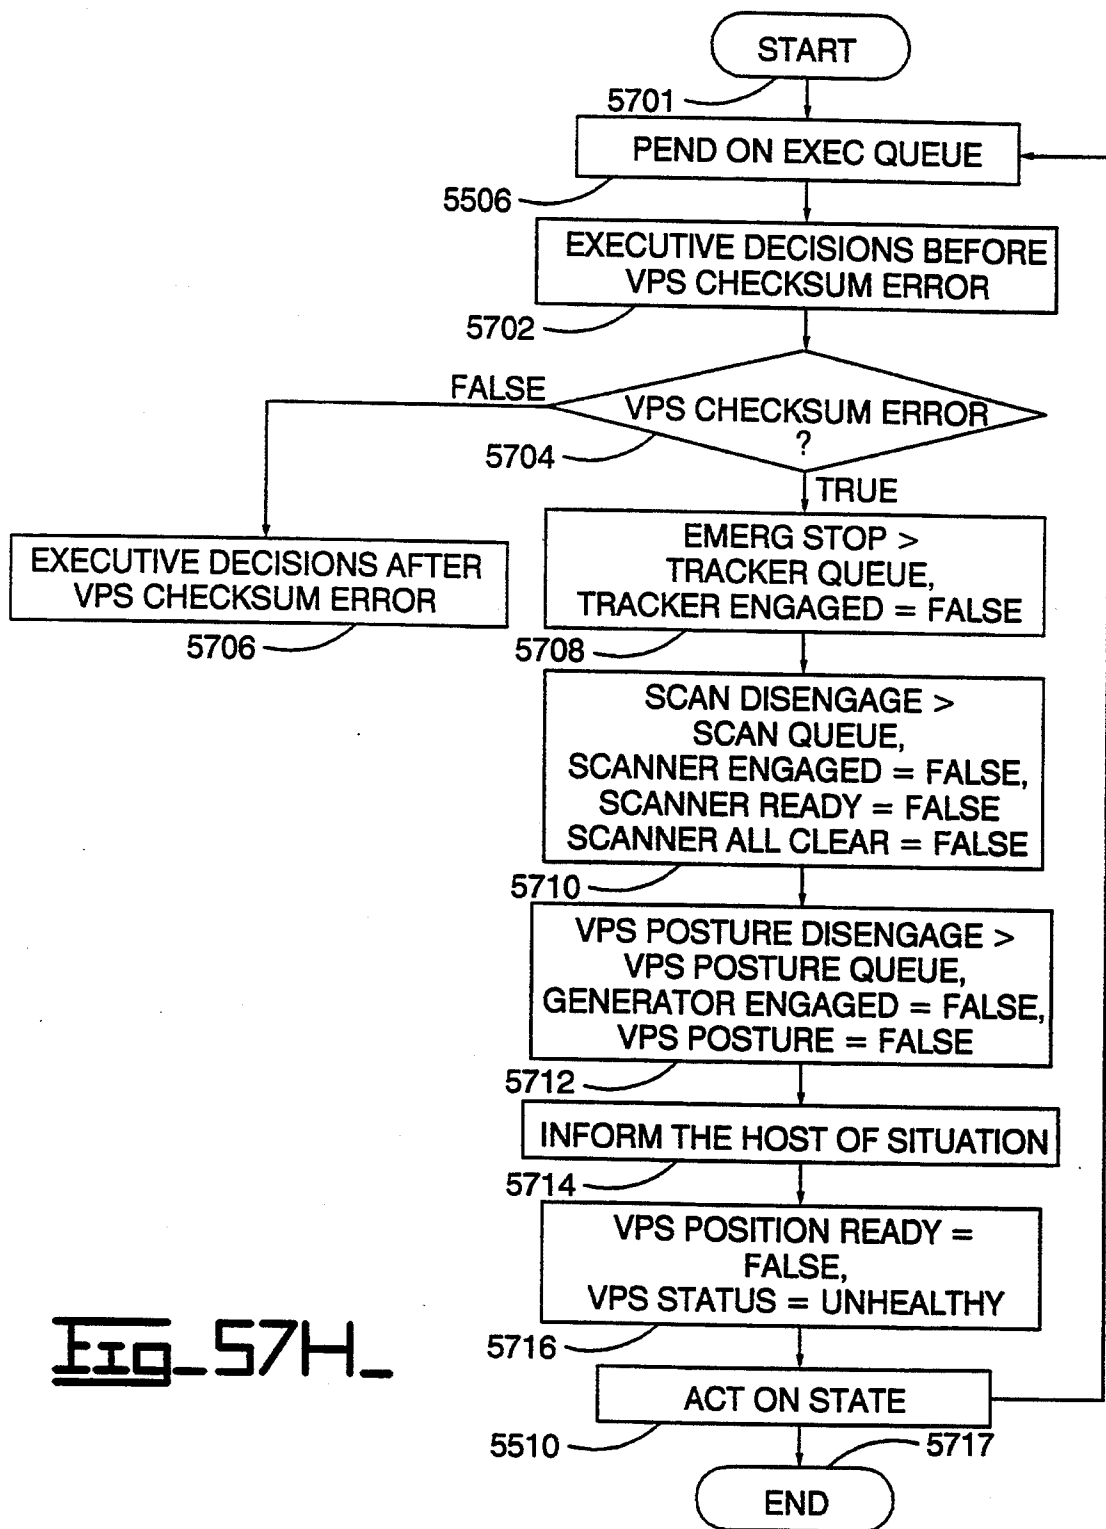 START
5701
PEND ON EXEC QUEUE
5506
EXECUTIVE DECISIONS BEFORE
VPS CHECKSUM ERROR
5702
FALSE
VPS CHECKSUM ERROR
?
5704
TRUE
EXECUTIVE DECISIONS AFTER
VPS CHECKSUM ERROR
5706
EMERG STOP >
TRACKER QUEUE,
TRACKER ENGAGED = FALSE
5708
SCAN DISENGAGE >
SCAN QUEUE,
SCANNER ENGAGED = FALSE,
SCANNER READY = FALSE
SCANNER ALL CLEAR = FALSE
5710
VPS POSTURE DISENGAGE >
VPS POSTURE QUEUE,
GENERATOR ENGAGED = FALSE,
VPS POSTURE = FALSE
5712
INFORM THE HOST OF SITUATION
5714
VPS POSITION READY =
FALSE,
VPS STATUS = UNHEALTHY
5716
ACT ON STATE
5510
5717
END
Fig_57H_